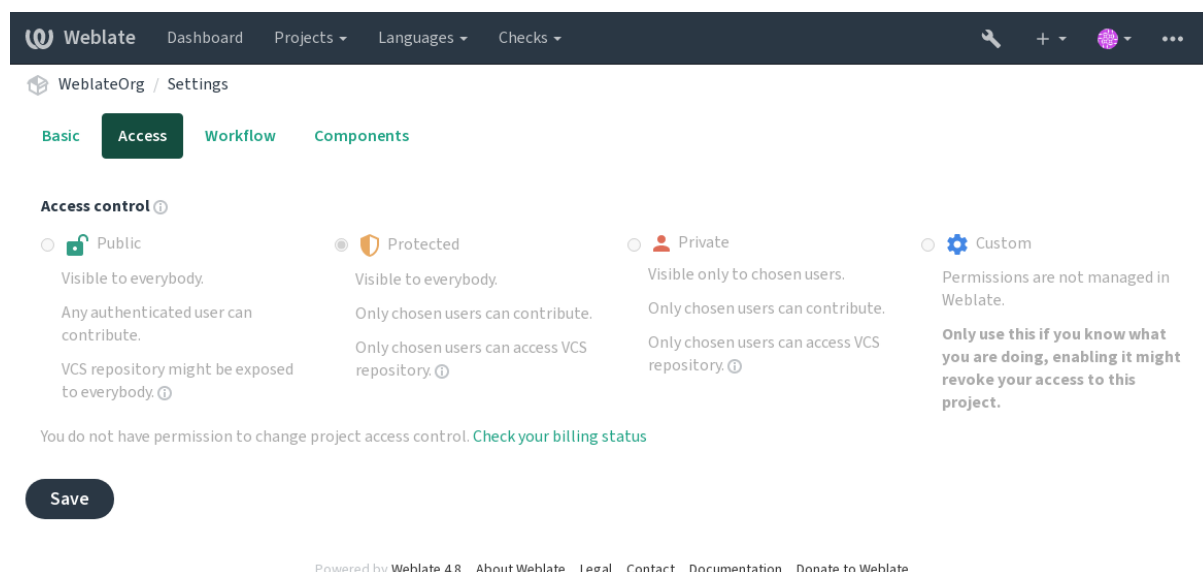 Weblate Dashboard Projects Languages Checks
WeblateOrg / Settings
Basic Access Workflow Components
Access control
Public
Visible to everybody.
Any authenticated user can
contribute.
VCS repository might be exposed
to everybody.
Protected
Visible to everybody.
Only chosen users can contribute.
Only chosen users can access VCS
repository.
Private
Visible only to chosen users.
Only chosen users can contribute.
Only chosen users can access VCS
repository.
Custom
Permissions are not managed in
Weblate.
Only use this if you know what
you are doing, enabling it might
revoke your access to this
project.
You do not have permission to change project access control. Check your billing status
Save
Powered by Weblate 4.8 About Weblate Legal Contact Documentation Donate to Weblate